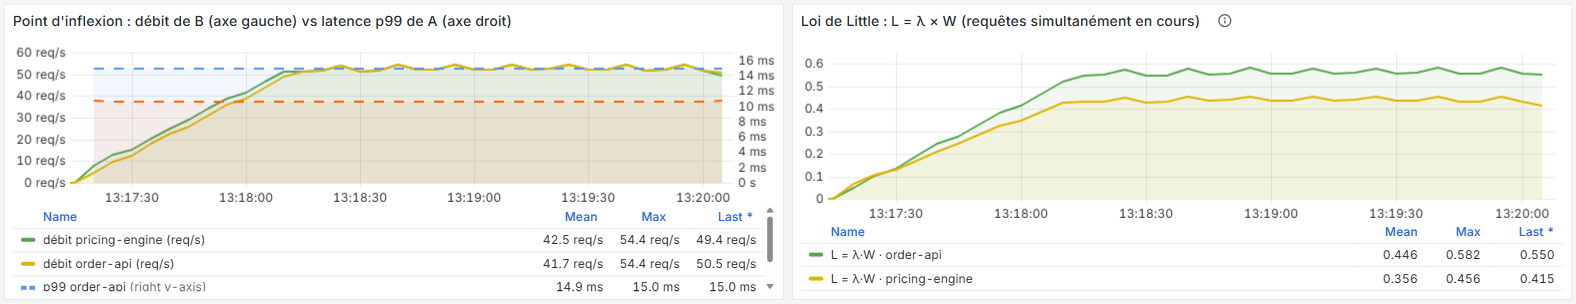 Point d'inflexion : débit de B (axe gauche) vs latence p99 de A (axe droit)
60 req/s
50 req/s
40 req/s
30 req/s
20 req/s
10 req/s
0 req/s
16 ms
14 ms
12 ms
10 ms
8 ms
6 ms
4 ms
2 ms
0 s
13:17:30 13:18:00 13:18:30 13:19:00 13:19:30 13:20:00
Name Mean Max Last *
débit pricing-engine (req/s) 42.5 req/s 54.4 req/s 49.4 req/s
débit order-api (req/s) 41.7 req/s 54.4 req/s 50.5 req/s
p99 order-api (right y-axis) 14.9 ms 15.0 ms 15.0 ms
Loi de Little : L = λ × W (requêtes simultanément en cours)
0.6
0.5
0.4
0.3
0.2
0.1
0
13:17:30 13:18:00 13:18:30 13:19:00 13:19:30 13:20:00
Name Mean Max Last *
L = λ·W · order-api 0.446 0.582 0.550
L = λ·W · pricing-engine 0.356 0.456 0.415